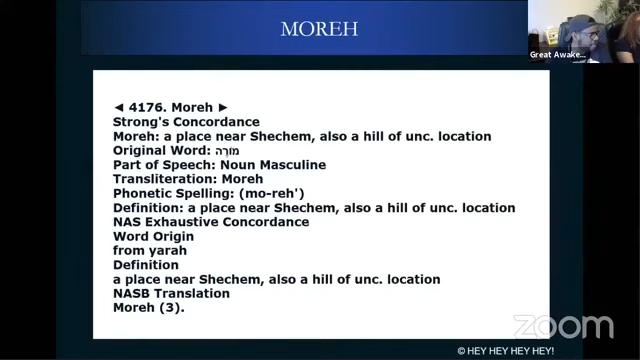 MOREH
Great Awake...
◄ 4176. Moreh ►
Strong's Concordance
Moreh: a place near Shechem, also a hill of unc. location
Original Word: מוֹרֶה
Part of Speech: Noun Masculine
Transliteration: Moreh
Phonetic Spelling: (mo-reh')
Definition: a place near Shechem, also a hill of unc. location
NAS Exhaustive Concordance
Word Origin
from yarah
Definition
a place near Shechem, also a hill of unc. location
NASB Translation
Moreh (3).
zoom
© HEY HEY HEY HEY!